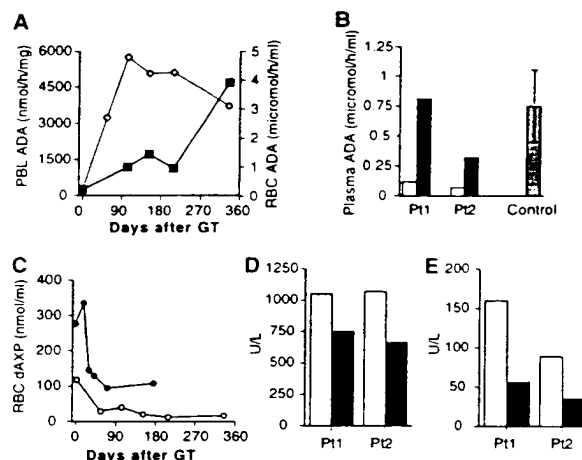 A
PBL ADA (nmol/h/mg)
6000
4500
3000
1500
0
5
4
3
2
1
0
RBC ADA (micromol/h/ml)
0 90 180 270 360
Days after GT
B
Plasma ADA (micromol/h/ml)
1.25
1
0.75
0.5
0.25
0
Pt1 Pt2 Control
C
RBC dAXP (nmol/ml)
400
300
200
100
0
0 90 180 270 360
Days after GT
D
U/L
1250
1000
750
500
250
0
Pt1 Pt2
E
U/L
200
150
100
50
0
Pt1 Pt2